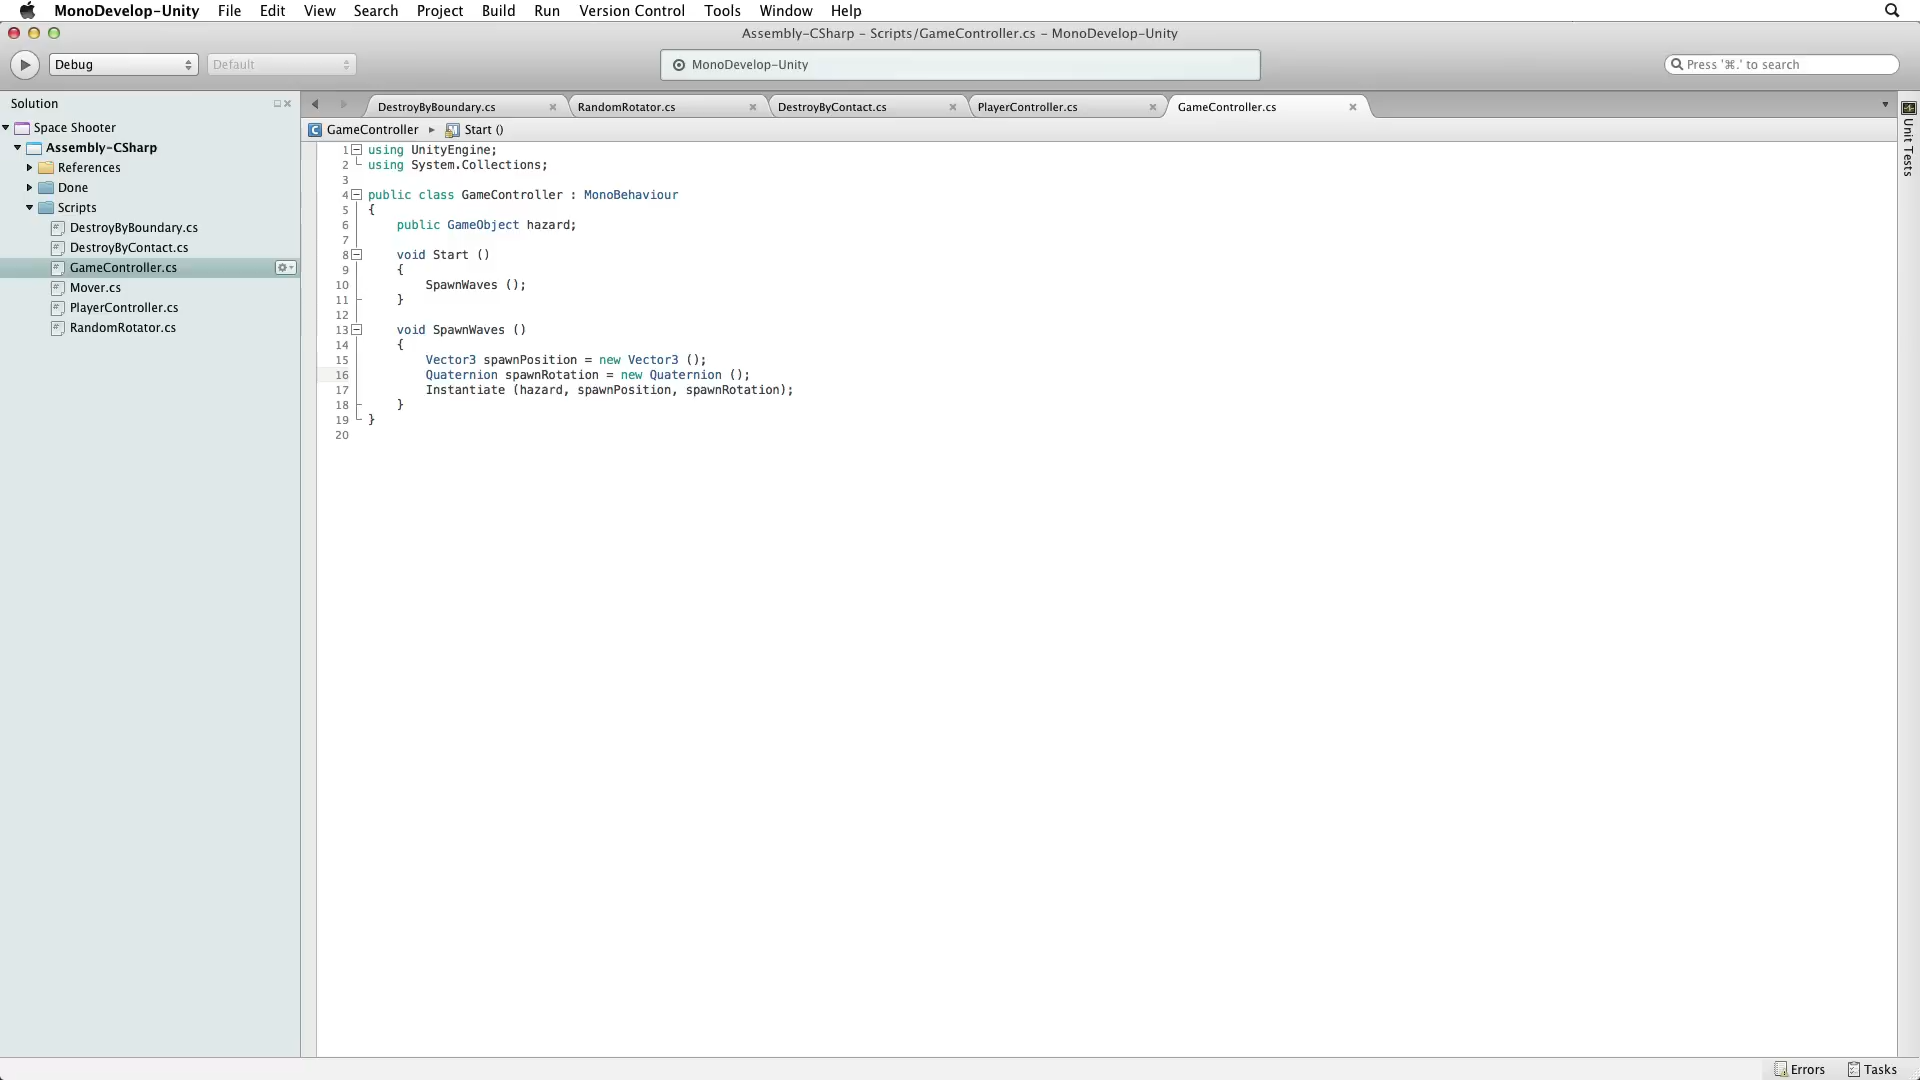 MonoDevelop-Unity File Edit View Search Project Build Run Version Control Tools Window Help
Assembly-CSharp – Scripts/GameController.cs – MonoDevelop-Unity
Debug Default MonoDevelop-Unity Press '⌘.' to search
Solution
Space Shooter
Assembly-CSharp
References
Done
Scripts
DestroyByBoundary.cs
DestroyByContact.cs
GameController.cs
Mover.cs
PlayerController.cs
RandomRotator.cs
DestroyByBoundary.cs RandomRotator.cs DestroyByContact.cs PlayerController.cs GameController.cs
GameController Start ()
1 using UnityEngine;
2 using System.Collections;
3
4 public class GameController : MonoBehaviour
5 {
6     public GameObject hazard;
7
8     void Start ()
9     {
10         SpawnWaves ();
11     }
12
13     void SpawnWaves ()
14     {
15         Vector3 spawnPosition = new Vector3 ();
16         Quaternion spawnRotation = new Quaternion ();
17         Instantiate (hazard, spawnPosition, spawnRotation);
18     }
19 }
20
Unit Tests
Errors Tasks